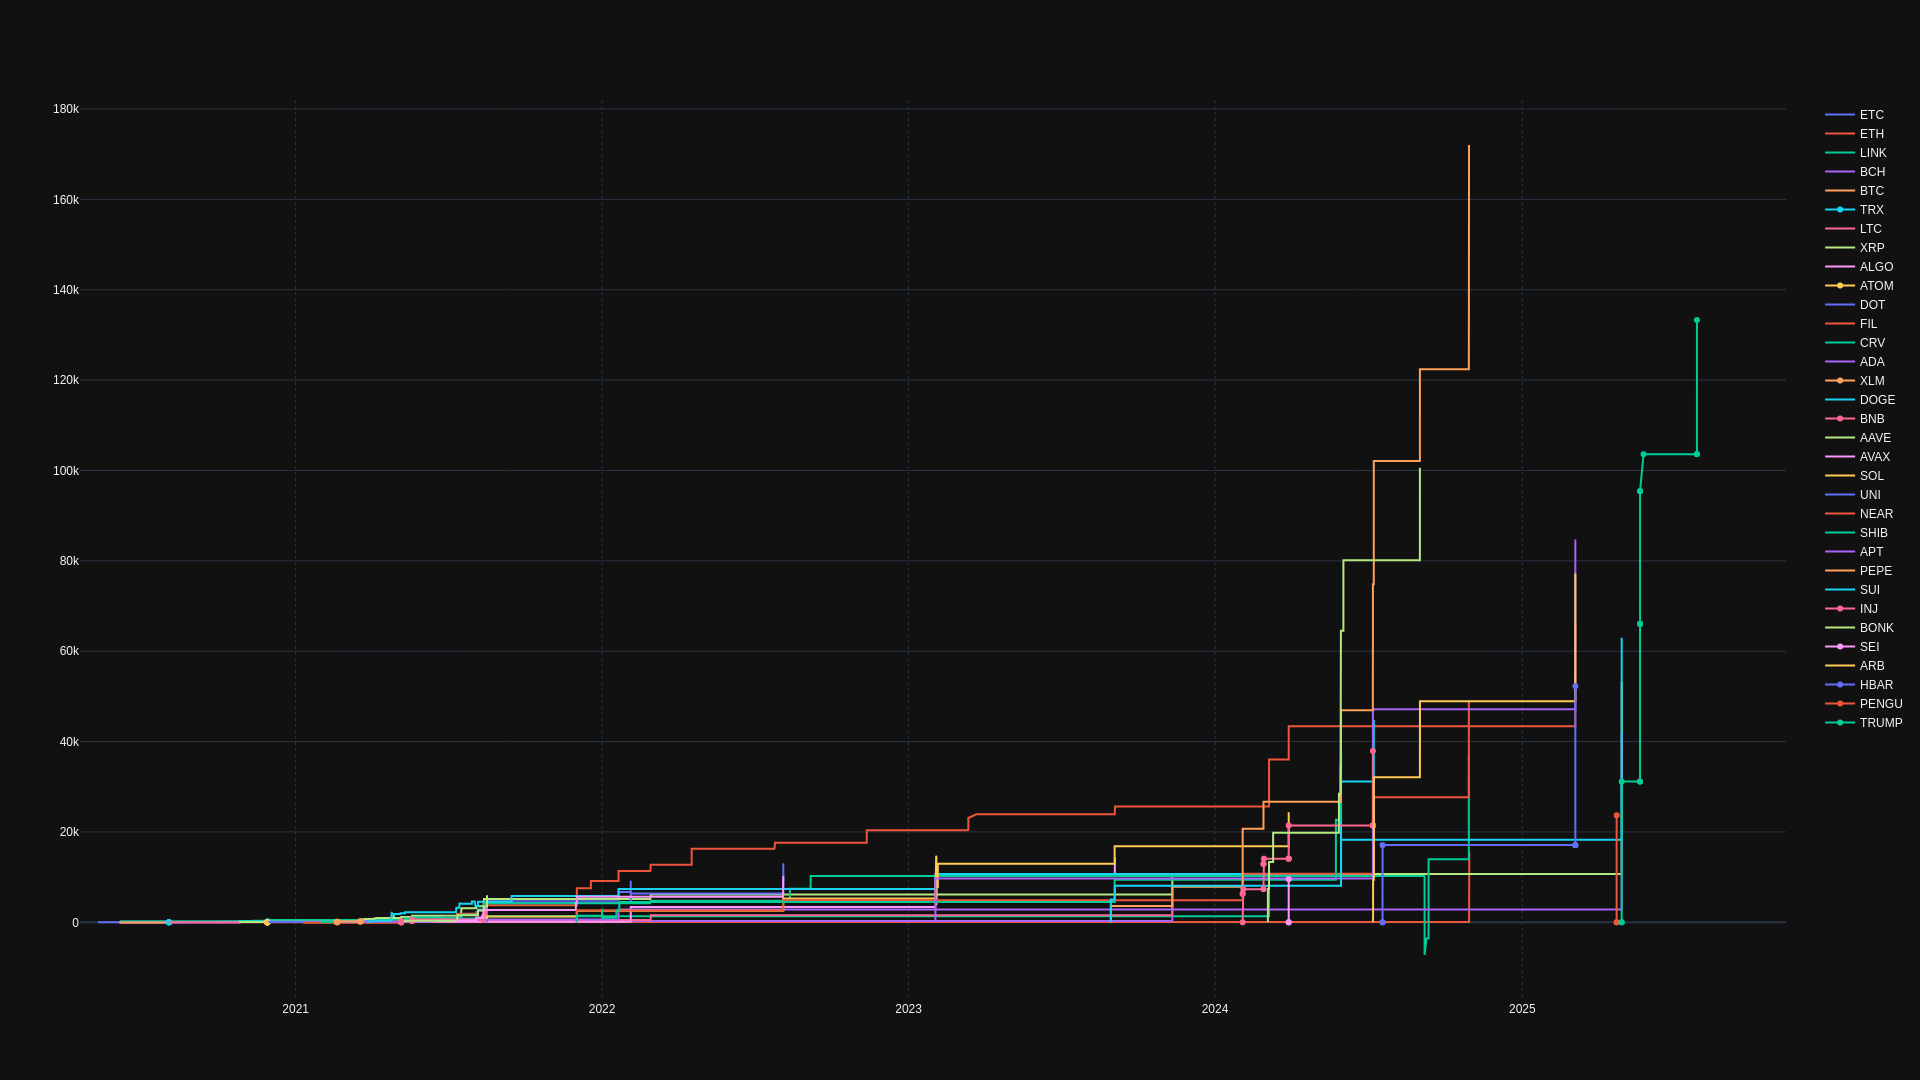 180k
160k
140k
120k
100k
80k
60k
40k
20k
0
2021
2022
2023
2024
2025
ETC
ETH
LINK
BCH
BTC
TRX
LTC
XRP
ALGO
ATOM
DOT
FIL
CRV
ADA
XLM
DOGE
BNB
AAVE
AVAX
SOL
UNI
NEAR
SHIB
APT
PEPE
SUI
INJ
BONK
SEI
ARB
HBAR
PENGU
TRUMP